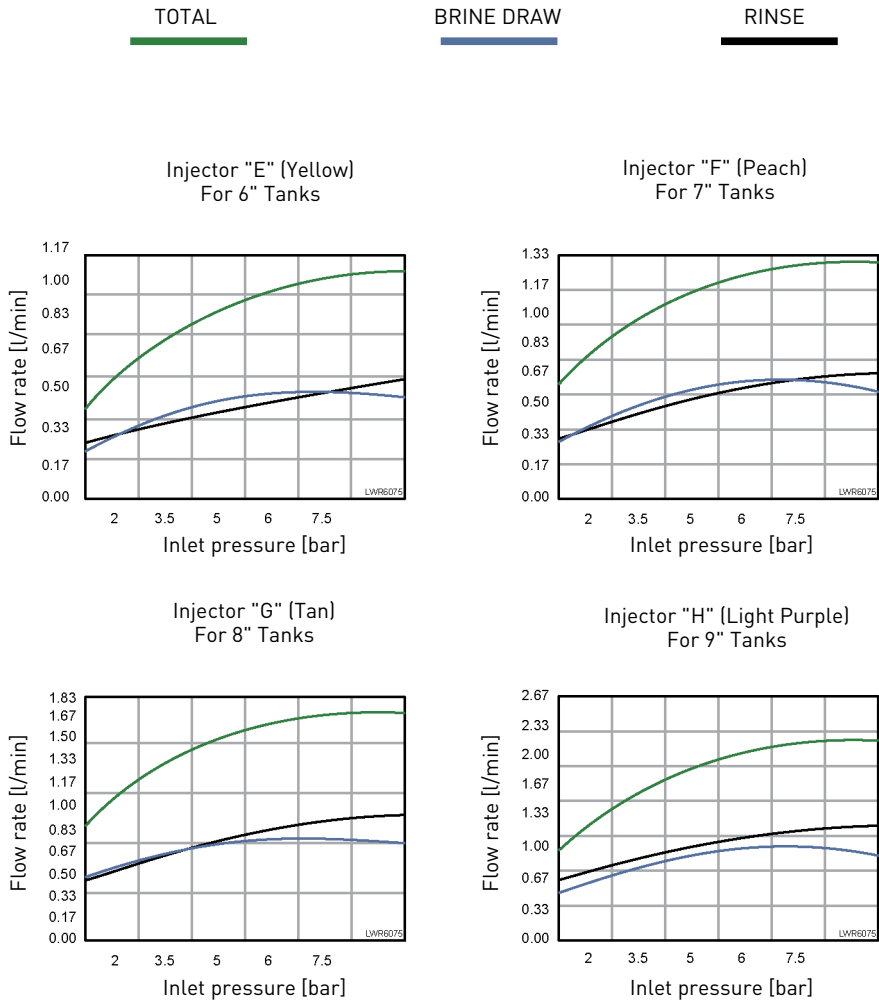 TOTAL BRINE DRAW RINSE
Injector "E" (Yellow)
For 6" Tanks
1.17
1.00
0.83
0.67
0.50
0.33
0.17
0.00
Flow rate [l/min]
LWR6075
2 3.5 5 6 7.5
Inlet pressure [bar]
Injector "F" (Peach)
For 7" Tanks
1.33
1.17
1.00
0.83
0.67
0.50
0.33
0.17
0.00
Flow rate [l/min]
LWR6075
2 3.5 5 6 7.5
Inlet pressure [bar]
Injector "G" (Tan)
For 8" Tanks
1.83
1.67
1.50
1.33
1.17
1.00
0.83
0.67
0.50
0.33
0.17
0.00
Flow rate [l/min]
LWR6075
2 3.5 5 6 7.5
Inlet pressure [bar]
Injector "H" (Light Purple)
For 9" Tanks
2.67
2.33
2.00
1.67
1.33
1.00
0.67
0.33
0.00
Flow rate [l/min]
LWR6075
2 3.5 5 6 7.5
Inlet pressure [bar]